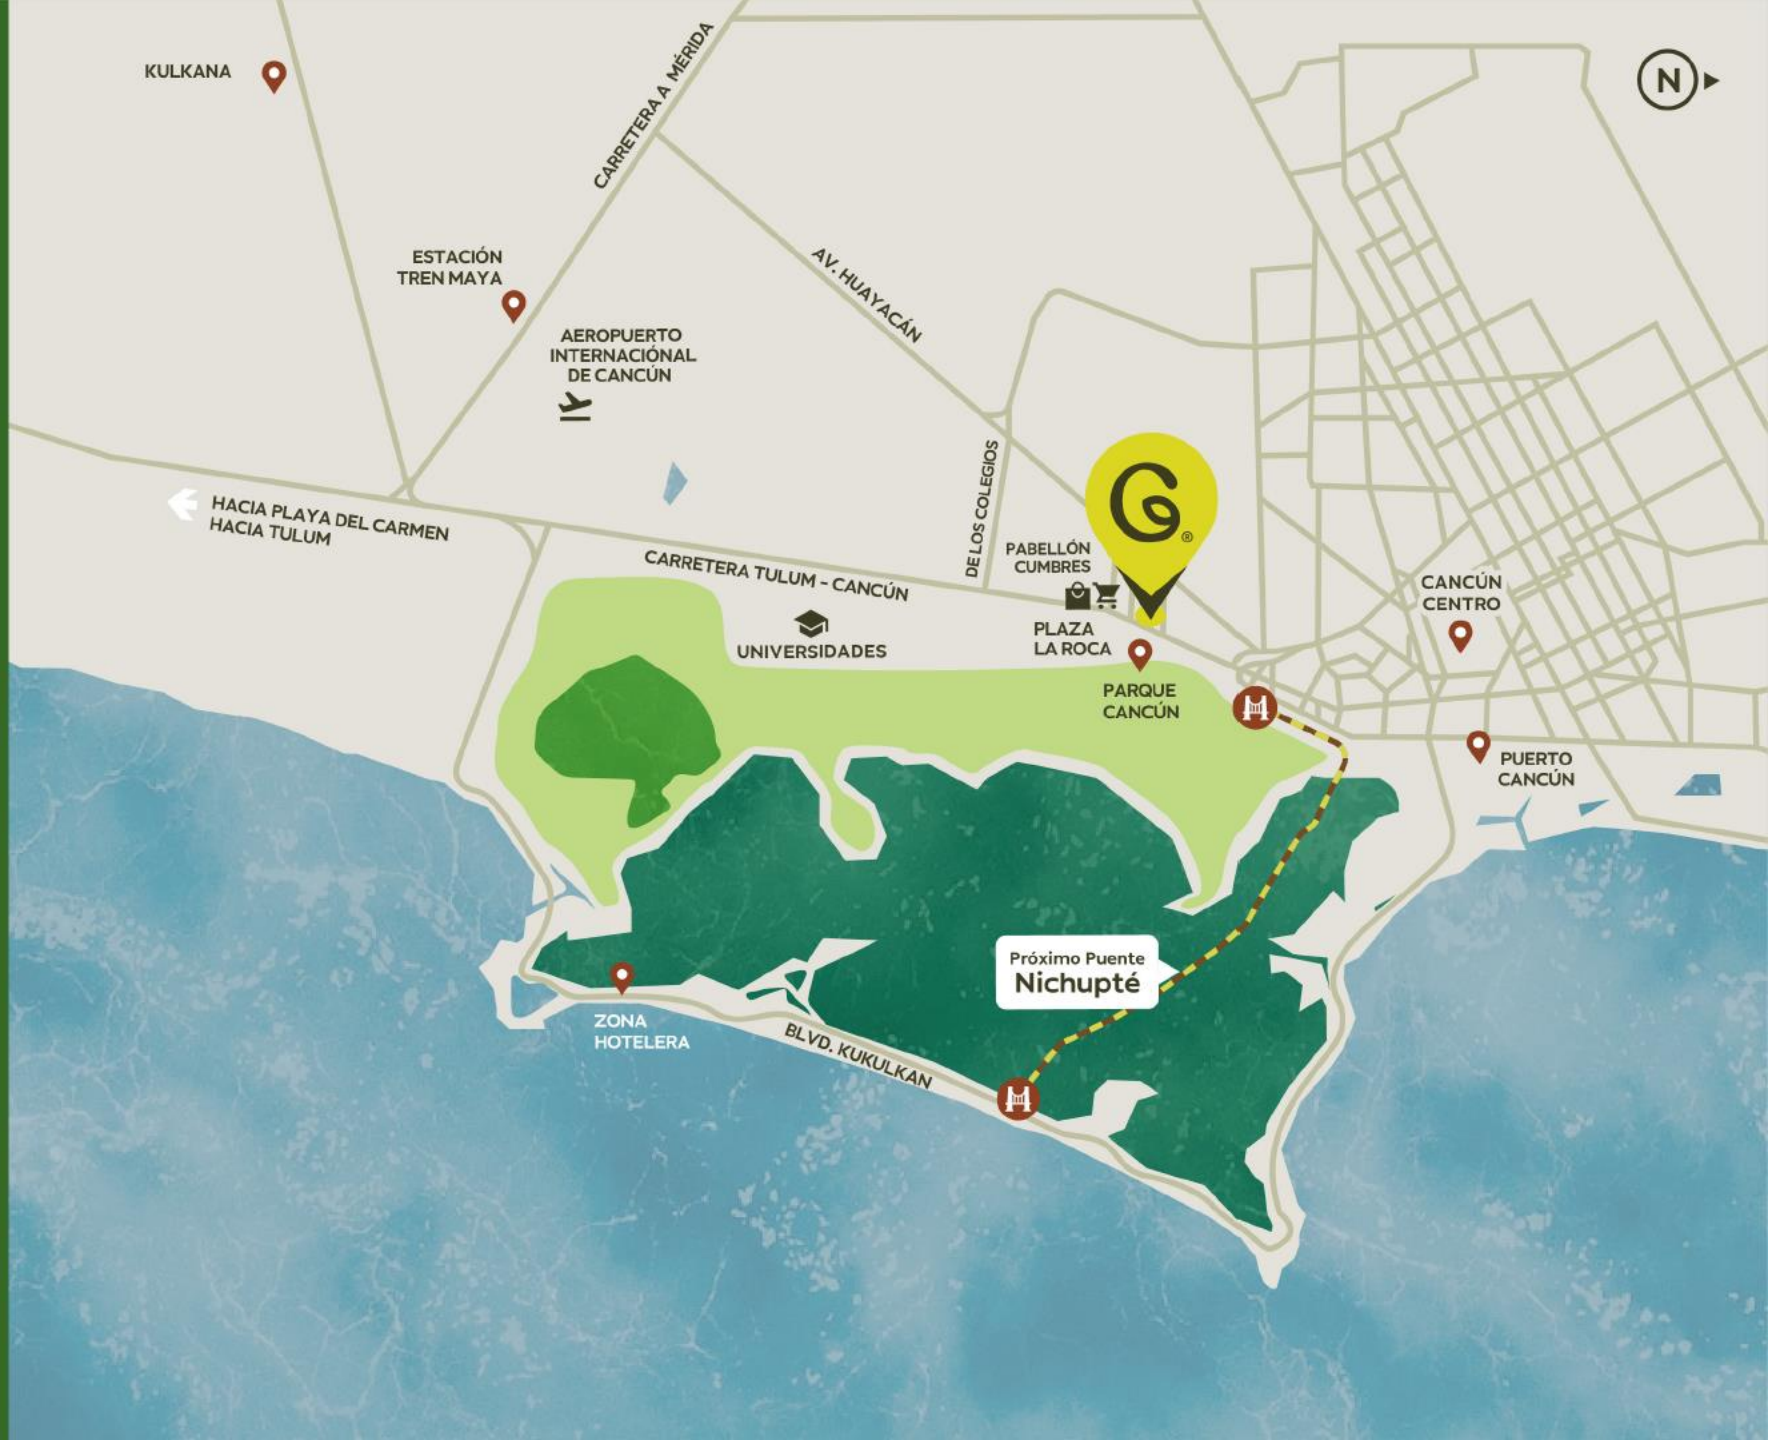 KULKANA
CARRETERA A MÉRIDA
N
ESTACIÓN
TREN MAYA
AV. HUAYACÁN
AEROPUERTO
INTERNACIÓNAL
DE CANCÚN
HACIA PLAYA DEL CARMEN
HACIA TULUM
DE LOS COLEGIOS
G®
CARRETERA TULUM - CANCÚN
PABELLÓN
CUMBRES
CANCÚN
CENTRO
UNIVERSIDADES
PLAZA
LA ROCA
PARQUE
CANCÚN
PUERTO
CANCÚN
Próximo Puente
Nichupté
ZONA
HOTELERA
BLVD. KUKULKAN